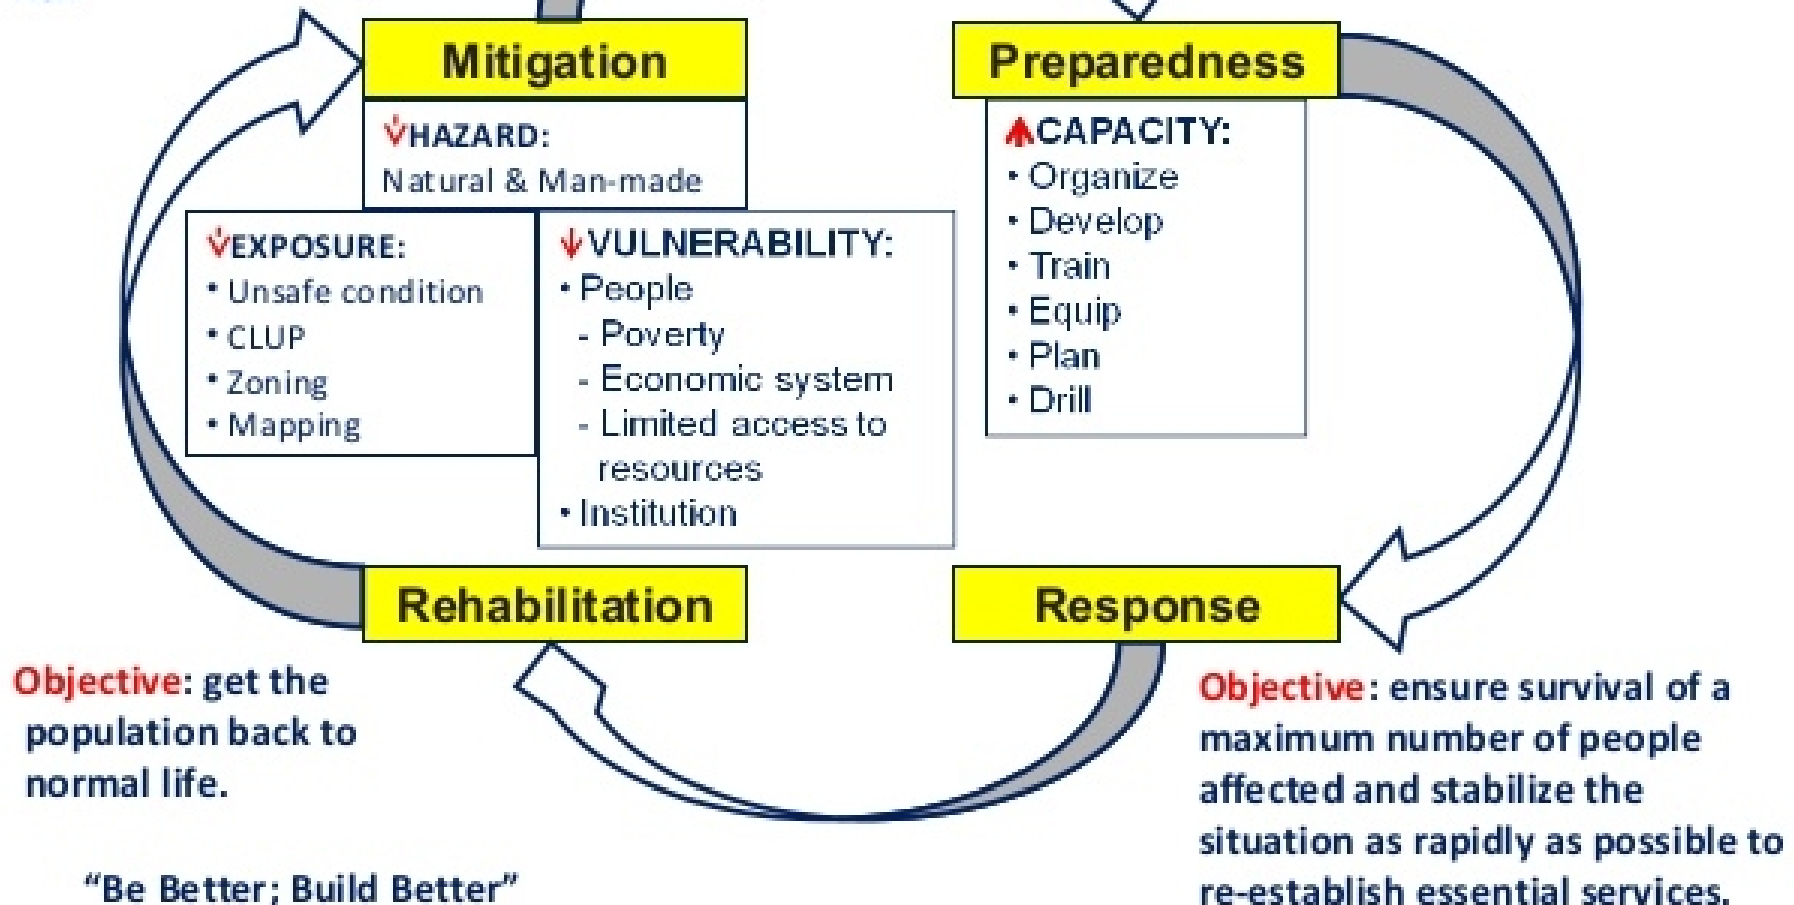 Mitigation
HAZARD:
Natural & Man-made
EXPOSURE:
• Unsafe condition
• CLUP
• Zoning
• Mapping
VULNERABILITY:
• People
- Poverty
- Economic system
- Limited access to
resources
• Institution
Preparedness
CAPACITY:
• Organize
• Develop
• Train
• Equip
• Plan
• Drill
Rehabilitation
Objective: get the
population back to
normal life.
“Be Better; Build Better”
Response
Objective: ensure survival of a
maximum number of people
affected and stabilize the
situation as rapidly as possible to
re-establish essential services.